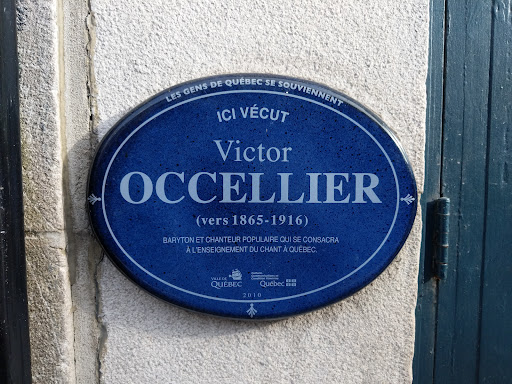 LES GENS DE QUÉBEC SE SOUVIENNENT
ICI VÉCUT
Victor
OCCELLIER
(vers 1865-1916)
BARYTON ET CHANTEUR POPULAIRE QUI SE CONSACRA
À L'ENSEIGNEMENT DU CHANT À QUÉBEC.
VILLE DE
QUÉBEC
Québec
2010